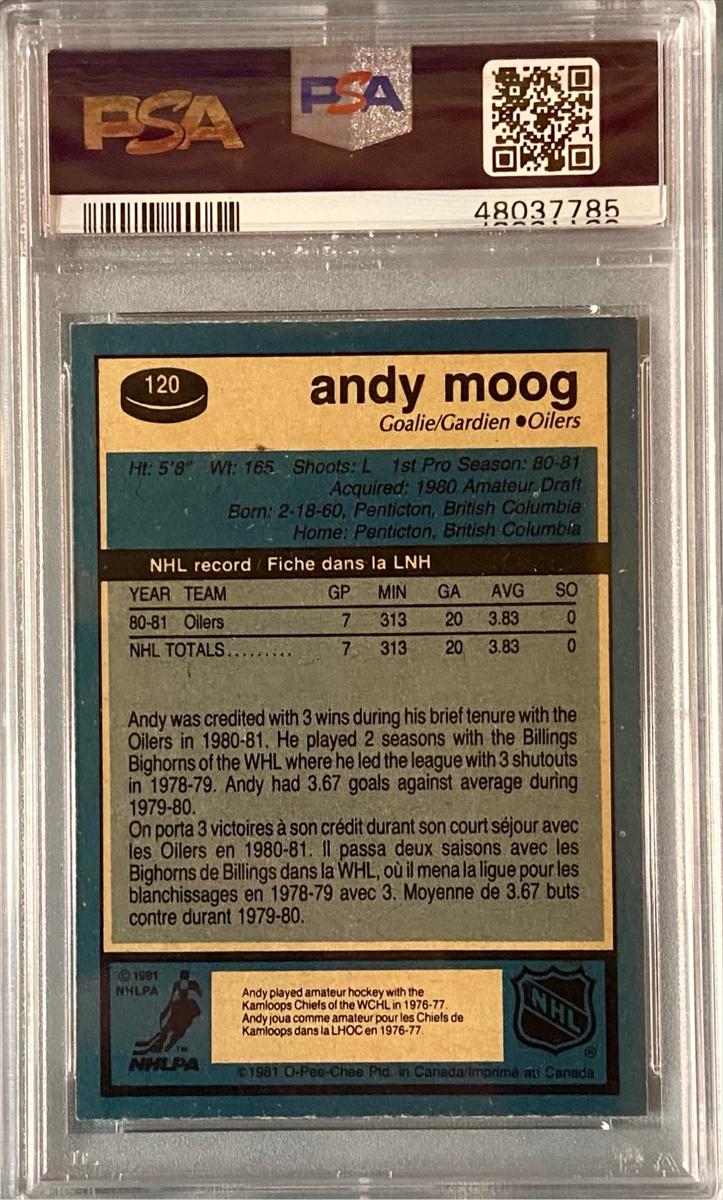 PSA
PSA
48037785
120
andy moog
Goalie/Gardien ●Oilers
Ht: 5'8" Wt: 165 Shoots: L 1st Pro Season: 80-81
Acquired: 1980 Amateur Draft
Born: 2-18-60, Penticton, British Columbia
Home: Penticton, British Columbia
NHL record / Fiche dans la LNH
YEAR TEAM GP MIN GA AVG SO
80-81 Oilers 7 313 20 3.83 0
NHL TOTALS......... 7 313 20 3.83 0
Andy was credited with 3 wins during his brief tenure with the
Oilers in 1980-81. He played 2 seasons with the Billings
Bighorns of the WHL where he led the league with 3 shutouts
in 1978-79. Andy had 3.67 goals against average during
1979-80.
On porta 3 victoires à son crédit durant son court séjour avec
les Oilers en 1980-81. Il passa deux saisons avec les
Bighorns de Billings dans la WHL, où il mena la ligue pour les
blanchissages en 1978-79 avec 3. Moyenne de 3.67 buts
contre durant 1979-80.
© 1981
NHLPA
Andy played amateur hockey with the
Kamloops Chiefs of the WCHL in 1976-77.
Andy joua comme amateur pour les Chiefs de
Kamloops dans la LHOC en 1976-77.
NHL
®
™
NHLPA
©1981 O-Pee-Chee Ptd. in Canada/Imprimé au Canada